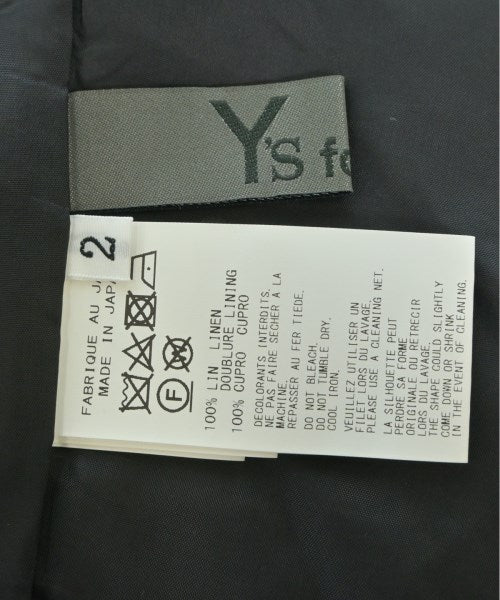 Y's fo
2
FABRIQUE AU JA
MADE IN JAPA
F
100% LIN LINEN
DOUBLURE LINING
100% CUPRO CUPRO
DECOLORANTS INTERDITS.
NE PAS FAIRE SECHER A LA
MACHINE.
REPASSER AU FER TIEDE.
DO NOT BLEACH.
DO NOT TUMBLE DRY.
COOL IRON.
VEUILLEZ UTILISER UN
FILET LORS DU LAVAGE.
PLEASE USE A CLEANING NET.
LA SILHOUETTE PEUT
PERDRE SA FORME
ORIGINALE OU RETRECIR
LORS DU LAVAGE.
THE SHAPE COULD SLIGHTLY
COME DOWN OR SHRINK
IN THE EVENT OF CLEANING.